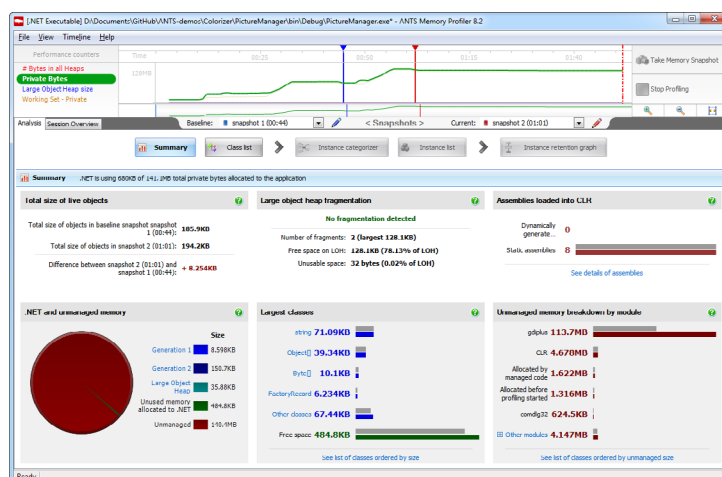 [.NET Executable] D:\Documents\GitHub\ANTS-demos\Colorizer\PictureManager\bin\Debug\PictureManager.exe* - ANTS Memory Profiler 8.2
File View Timeline Help
Performance counters
# Bytes in all Heaps
Private Bytes
Large Object Heap size
Working Set - Private
Time 00:25 00:50 01:15 01:40
128MB
Take Memory Snapshot
Stop Profiling
Analysis Session Overview
Baseline: snapshot 1 (00:44) < Snapshots > Current: snapshot 2 (01:01)
Summary Class list Instance categorizer Instance list Instance retention graph
Summary .NET is using 680KB of 141.1MB total private bytes allocated to the application
Total size of live objects
Total size of objects in baseline snapshot snapshot 1 (00:44): 185.9KB
Total size of objects in snapshot 2 (01:01): 194.2KB
Difference between snapshot 2 (01:01) and snapshot 1 (00:44): + 8.254KB
Large object heap fragmentation
No fragmentation detected
Number of fragments: 2 (largest 128.1KB)
Free space on LOH: 128.1KB (78.13% of LOH)
Unusable space: 32 bytes (0.02% of LOH)
Assemblies loaded into CLR
Dynamically generate... 0
Static assemblies 8
See details of assemblies
.NET and unmanaged memory
Size
Generation 1 8.598KB
Generation 2 150.7KB
Large Object Heap 35.88KB
Unused memory allocated to .NET 484.8KB
Unmanaged 140.4MB
Largest classes
string 71.09KB
Object[] 39.34KB
Byte[] 10.1KB
FactoryRecord 6.234KB
Other classes 67.44KB
Free space 484.8KB
See list of classes ordered by size
Unmanaged memory breakdown by module
gdiplus 113.7MB
CLR 4.678MB
Allocated by managed code 1.622MB
Allocated before profiling started 1.316MB
comdlg32 624.5KB
Other modules 4.147MB
See list of classes ordered by unmanaged size
Ready